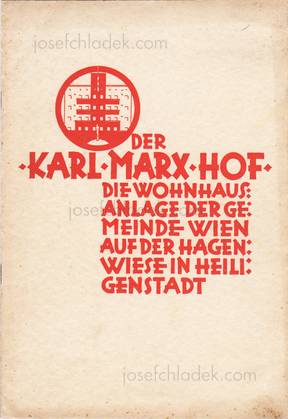 josefchladek.com
DER
·KARL·MARX·HOF·
DIE WOHNHAUS:
ANLAGE DER GE:
MEINDE WIEN
AUF DER HAGEN:
WIESE IN HEILI:
GENSTADT
josefchladek.com
josefchladek.com